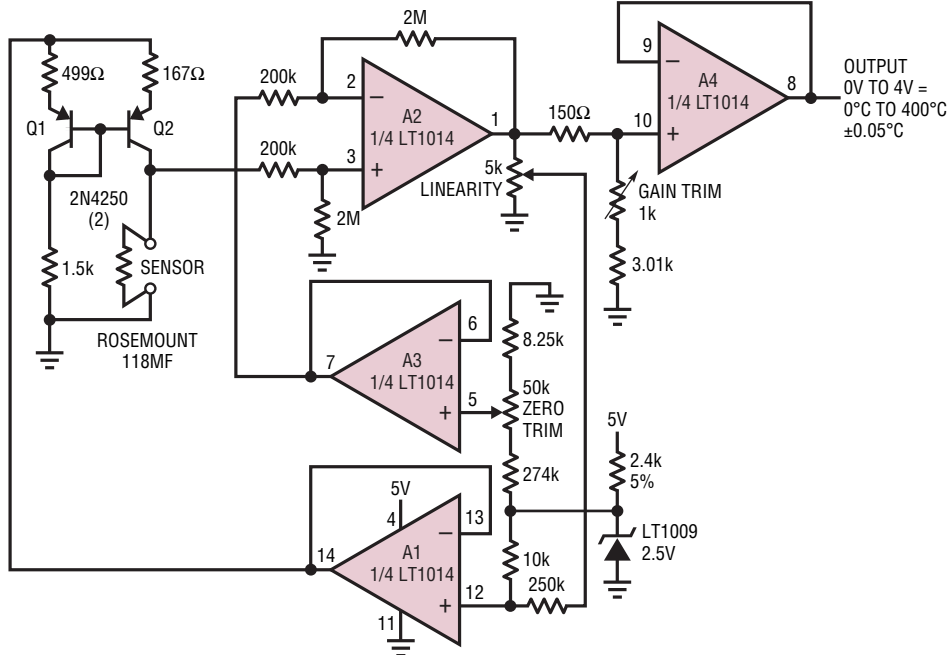 2M
499Ω
167Ω
Q1
Q2
2N4250
(2)
1.5k
SENSOR
ROSEMOUNT
118MF
200k
200k
2
3
2M
A2
1/4 LT1014
1
5k
LINEARITY
150Ω
9
10
A4
1/4 LT1014
8
OUTPUT
0V TO 4V =
0°C TO 400°C
±0.05°C
GAIN TRIM
1k
3.01k
7
A3
1/4 LT1014
6
5
8.25k
50k
ZERO
TRIM
274k
5V
2.4k
5%
LT1009
2.5V
5V
4
14
A1
1/4 LT1014
13
12
11
10k
250k
−
+
−
+
−
+
−
+